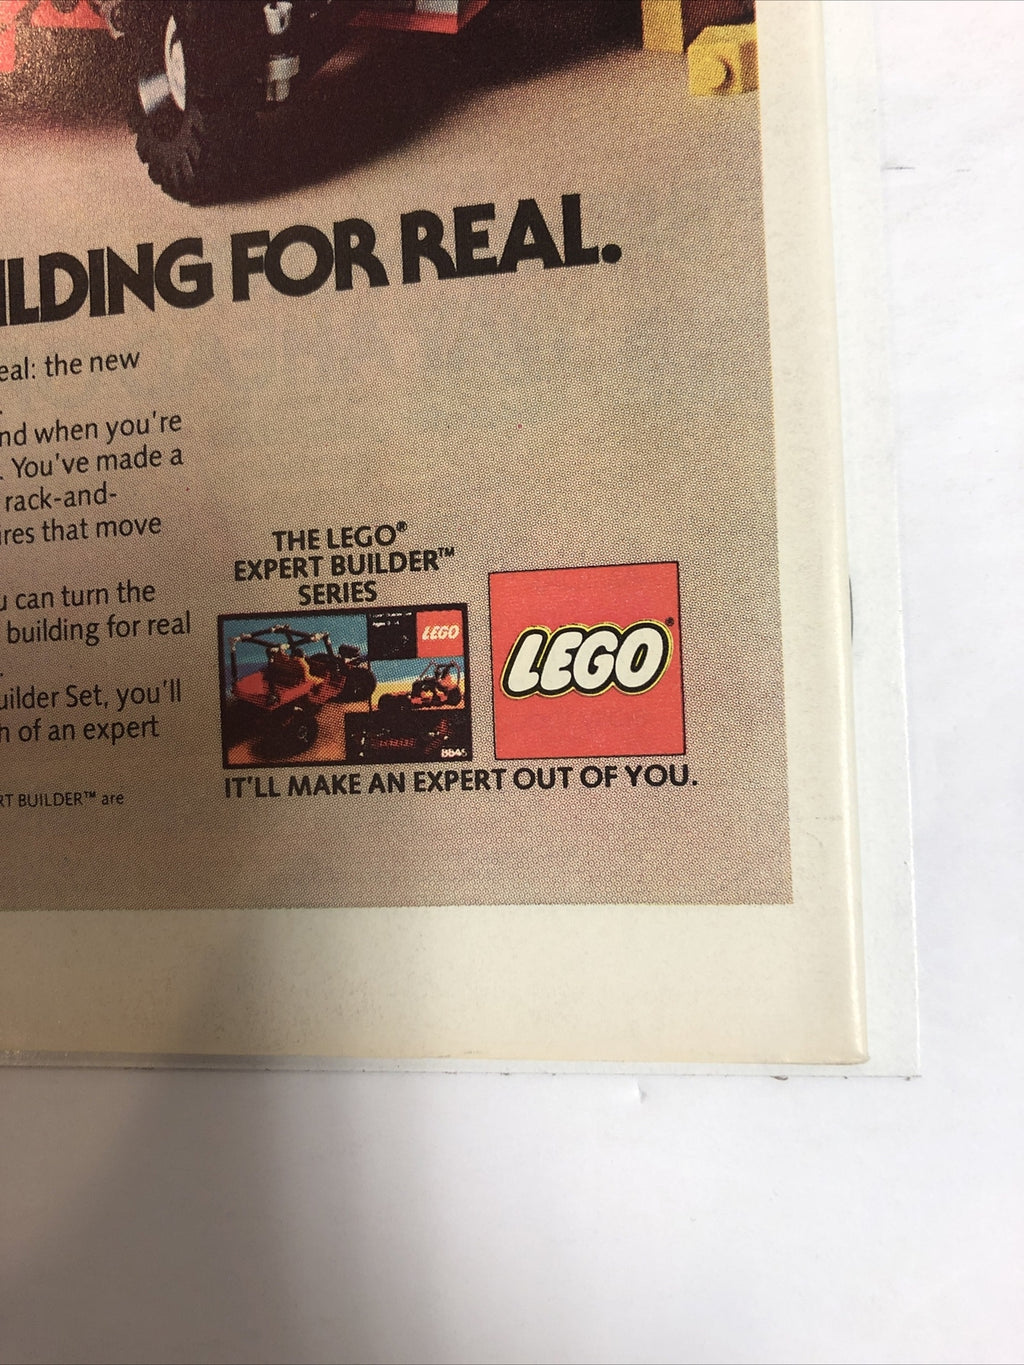 ILDING FOR REAL.
eal: the new
nd when you're
. You've made a
rack-and-
ires that move
u can turn the
building for real
uilder Set, you'll
h of an expert
RT BUILDER™ are
THE LEGO®
EXPERT BUILDER™
SERIES
LEGO
8845
LEGO®
IT'LL MAKE AN EXPERT OUT OF YOU.